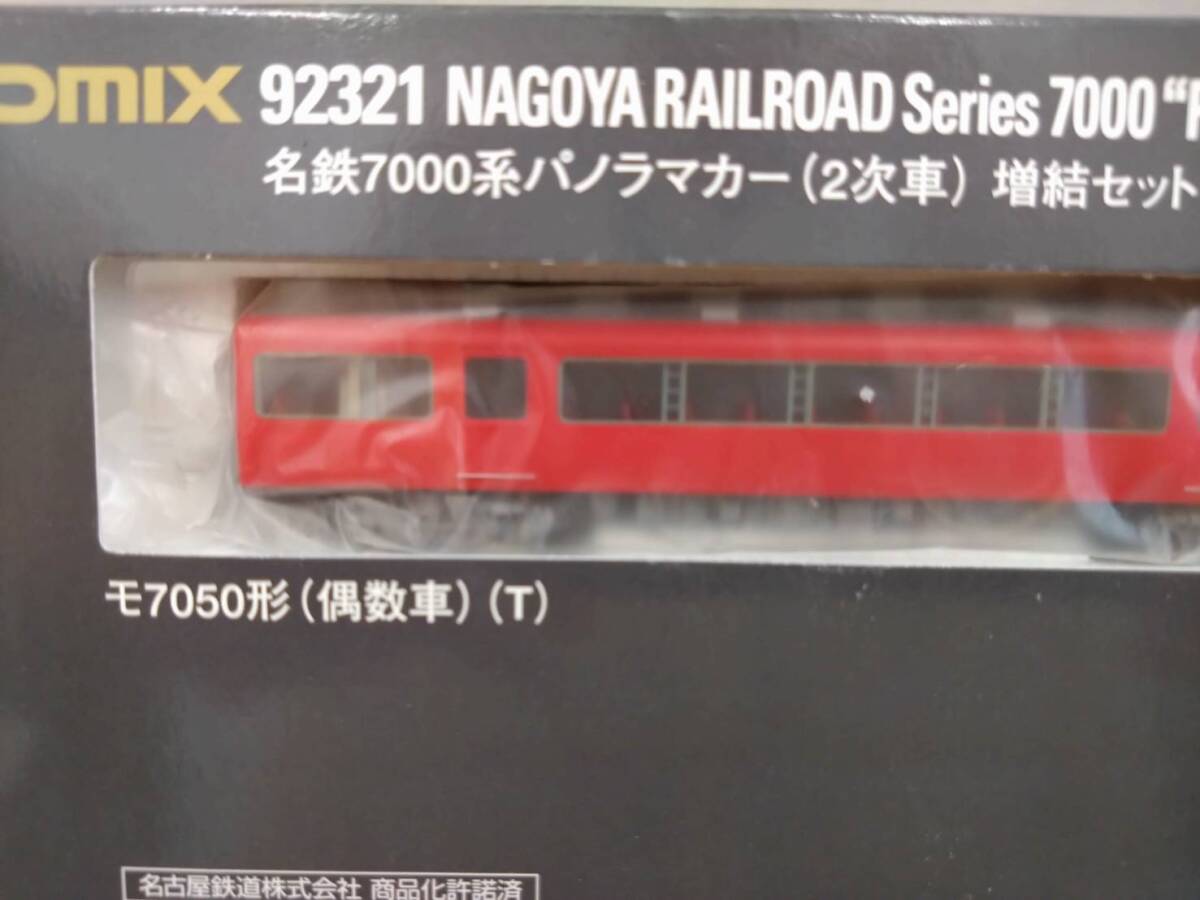 OMIX 92321 NAGOYA RAILROAD Series 7000 “
名鉄7000系パノラマカー（2次車）増結セット
モ7050形（偶数車）（T）
名古屋鉄道株式会社 商品化許諾済